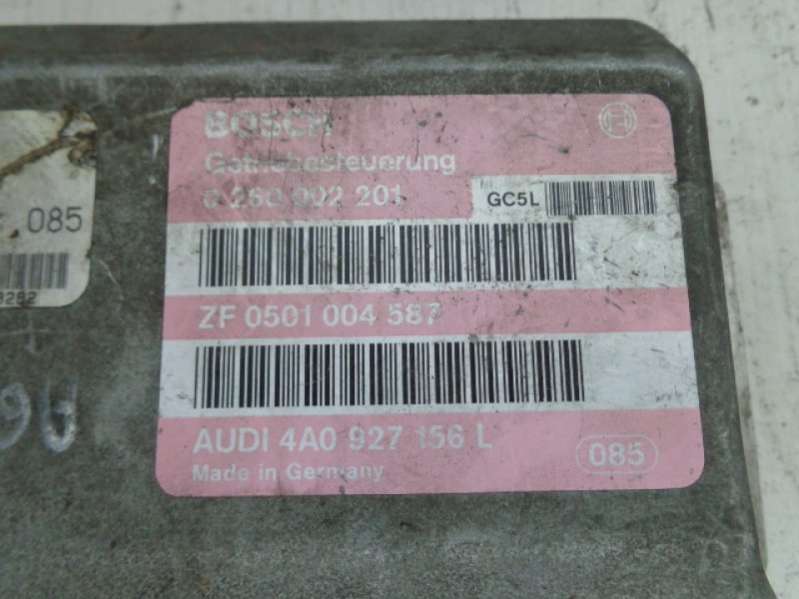 BOSCH
Getriebesteuerung
0 260 002 201
GC5L
ZF 0501 004 587
AUDI 4A0 927 156 L
085
Made in Germany
085